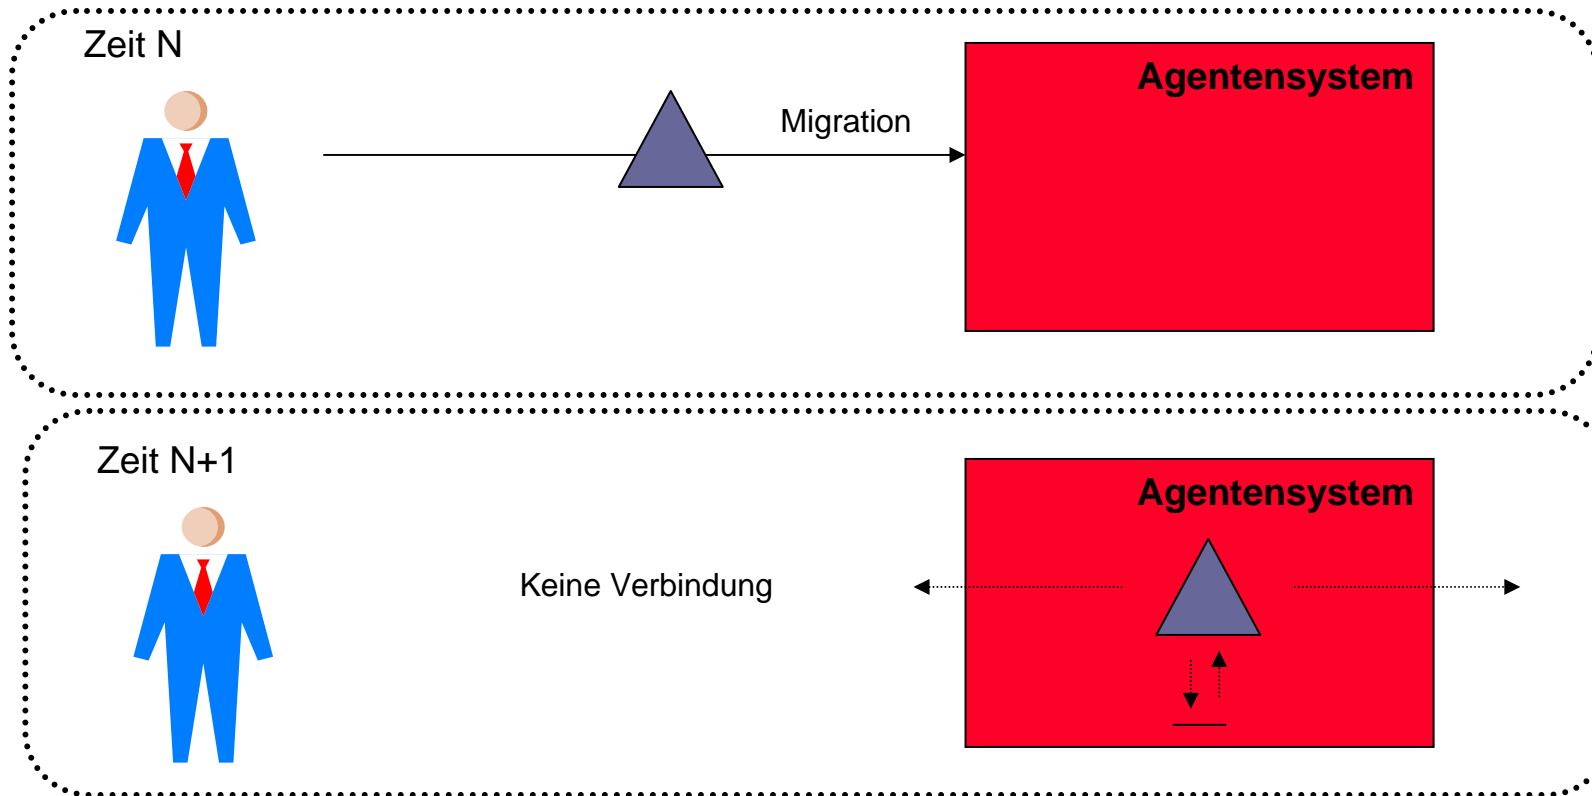 Zeit N
Agentensystem
Migration
Zeit N+1
Agentensystem
Keine Verbindung